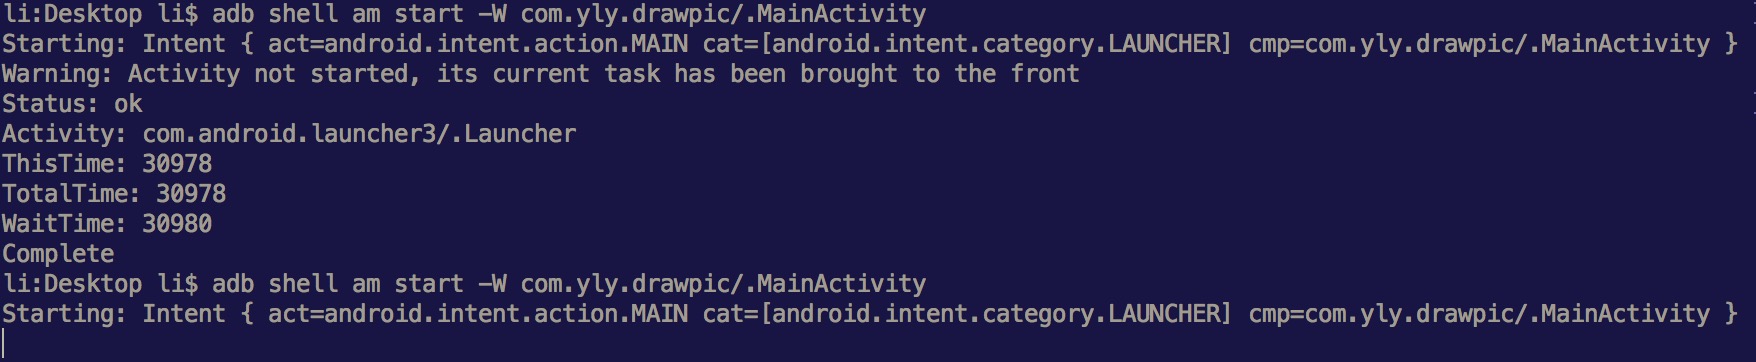 li:Desktop li$ adb shell am start -W com.yly.drawpic/.MainActivity
Starting: Intent { act=android.intent.action.MAIN cat=[android.intent.category.LAUNCHER] cmp=com.yly.drawpic/.MainActivity }
Warning: Activity not started, its current task has been brought to the front
Status: ok
Activity: com.android.launcher3/.Launcher
ThisTime: 30978
TotalTime: 30978
WaitTime: 30980
Complete
li:Desktop li$ adb shell am start -W com.yly.drawpic/.MainActivity
Starting: Intent { act=android.intent.action.MAIN cat=[android.intent.category.LAUNCHER] cmp=com.yly.drawpic/.MainActivity }